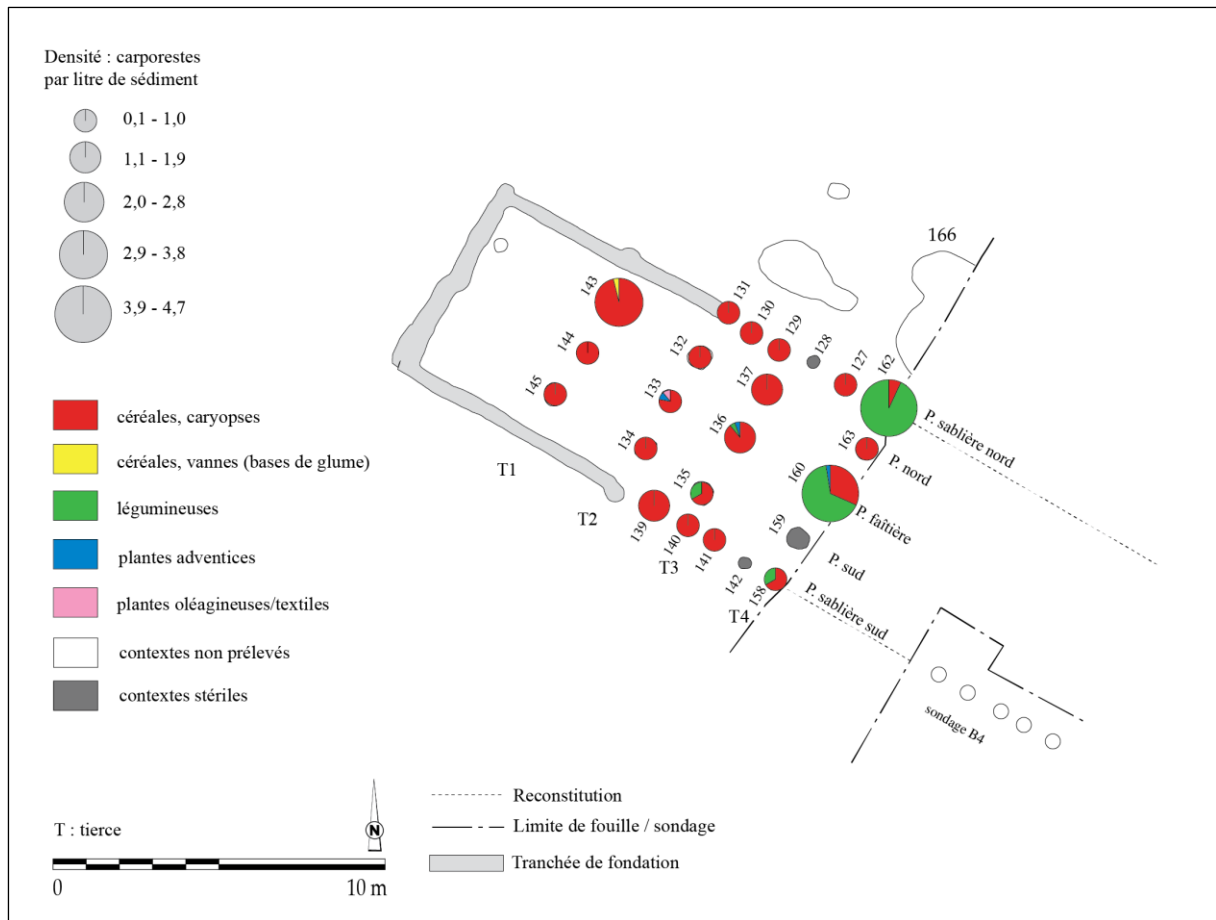 Densité : carporestes
par litre de sédiment
0,1 - 1,0
1,1 - 1,9
2,0 - 2,8
2,9 - 3,8
3,9 - 4,7
céréales, caryopses
céréales, vannes (bases de glume)
légumineuses
plantes adventices
plantes oléagineuses/textiles
contextes non prélevés
contextes stériles
T : tierce
0
10 m
N
Reconstitution
Limite de fouille / sondage
Tranchée de fondation
166
143
131
130
129
128
127
162
144
132
137
145
133
136
163
134
135
160
139
140
141
142
159
158
T1
T2
T3
T4
P. sablière nord
P. nord
P. faîtière
P. sud
P. sablière sud
sondage B4